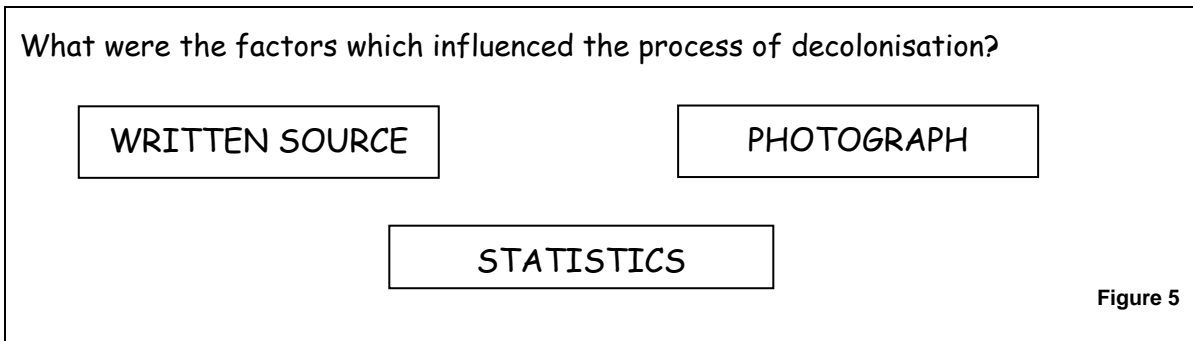 What were the factors which influenced the process of decolonisation?
WRITTEN SOURCE
PHOTOGRAPH
STATISTICS
Figure 5